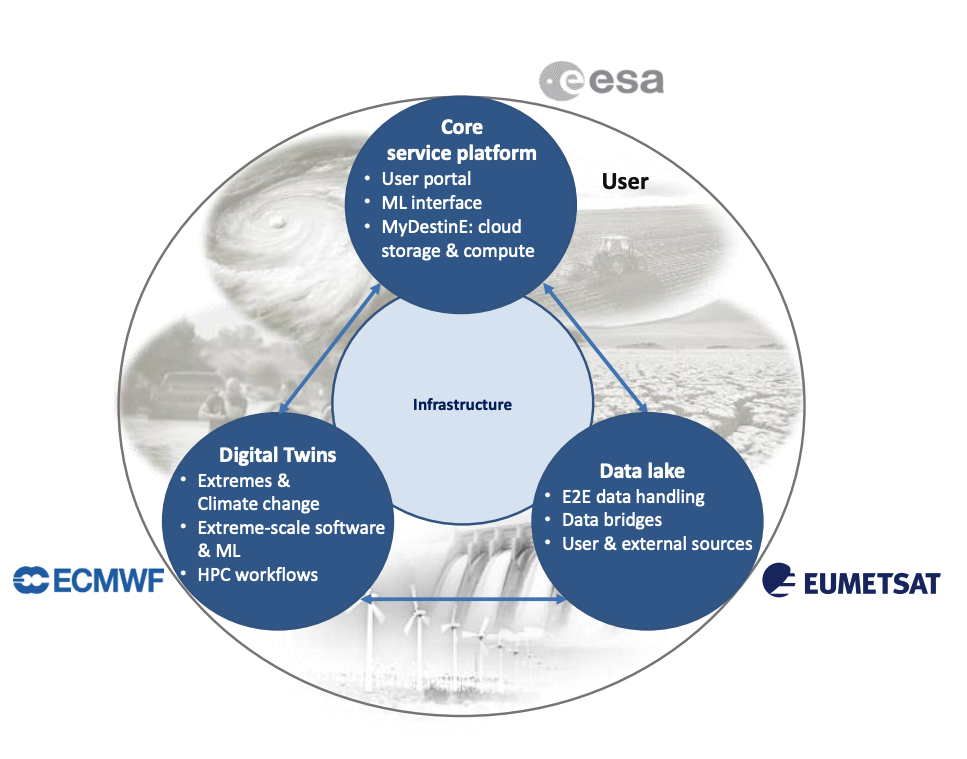 esa
Core
service platform
• User portal
• ML interface
• MyDestinE: cloud
storage & compute
User
Infrastructure
Digital Twins
• Extremes &
Climate change
• Extreme-scale software
& ML
• HPC workflows
Data lake
• E2E data handling
• Data bridges
• User & external sources
ECMWF
EUMETSAT